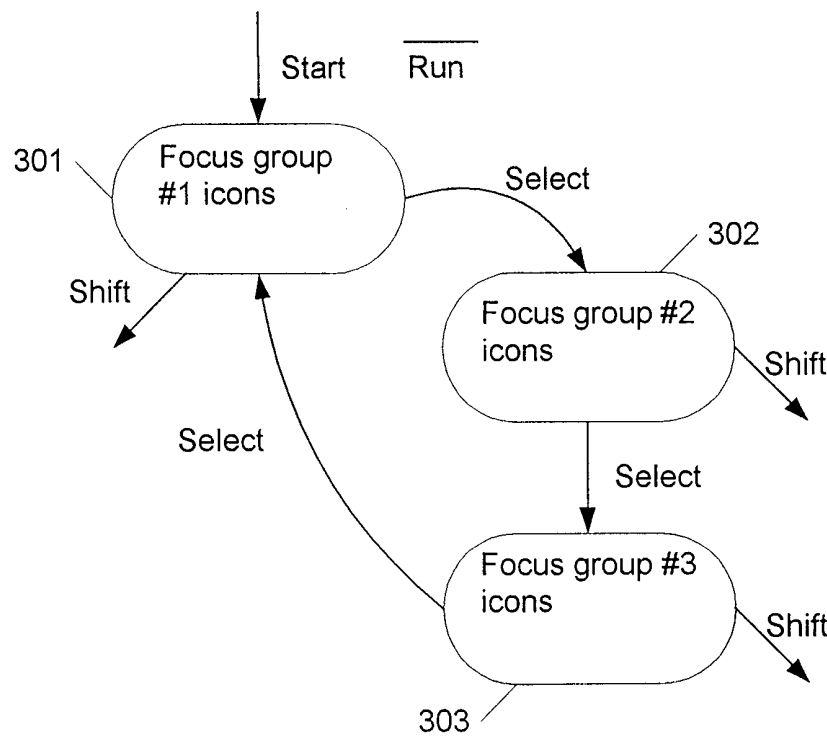 Start   Run
301
Focus group
#1 icons
Select
302
Shift
Focus group #2
icons
Shift
Select
Select
Focus group #3
icons
Shift
303